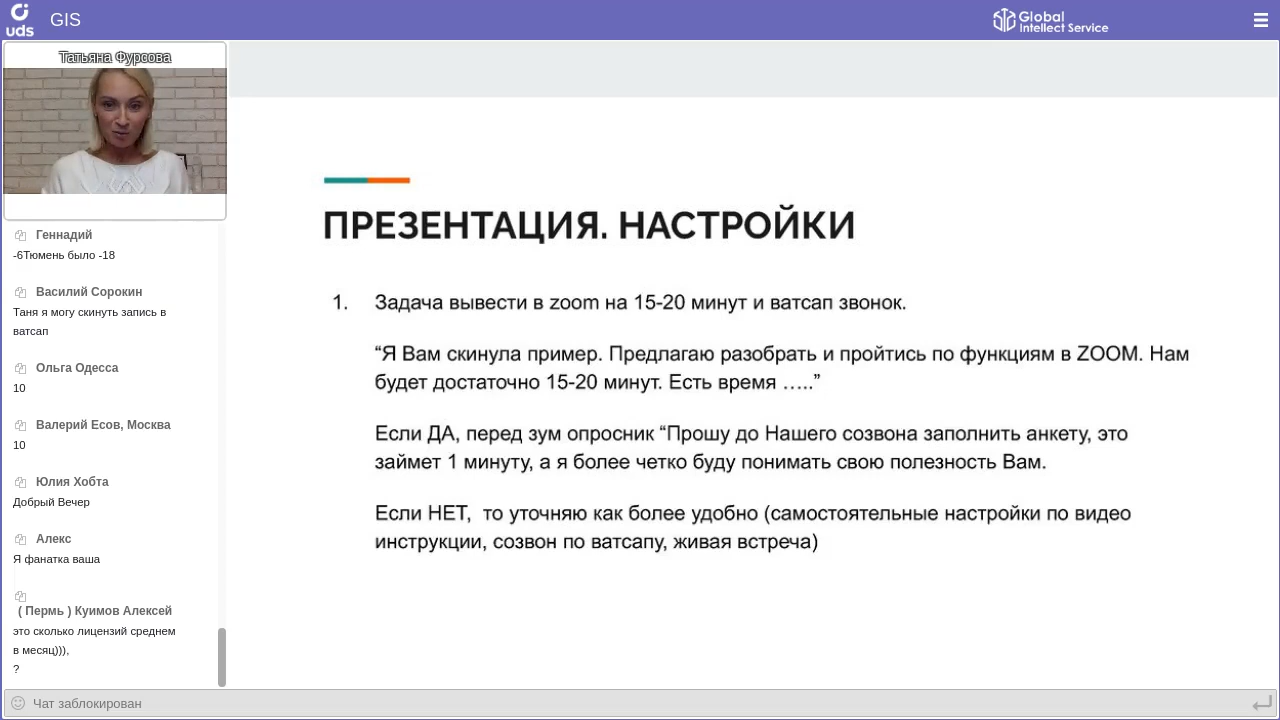 uds
GIS
Global
Intellect Service
Татьяна Фурсова
Геннадий
-6Тюмень было -18
Василий Сорокин
Таня я могу скинуть запись в
ватсап
Ольга Одесса
10
Валерий Есов, Москва
10
Юлия Хобта
Добрый Вечер
Алекс
Я фанатка ваша
( Пермь ) Куимов Алексей
это сколько лицензий среднем
в месяц))),
?
Чат заблокирован
ПРЕЗЕНТАЦИЯ. НАСТРОЙКИ
1. Задача вывести в zoom на 15-20 минут и ватсап звонок.
“Я Вам скинула пример. Предлагаю разобрать и пройтись по функциям в ZOOM. Нам
будет достаточно 15-20 минут. Есть время …..”
Если ДА, перед зум опросник “Прошу до Нашего созвона заполнить анкету, это
займет 1 минуту, а я более четко буду понимать свою полезность Вам.
Если НЕТ, то уточняю как более удобно (самостоятельные настройки по видео
инструкции, созвон по ватсапу, живая встреча)